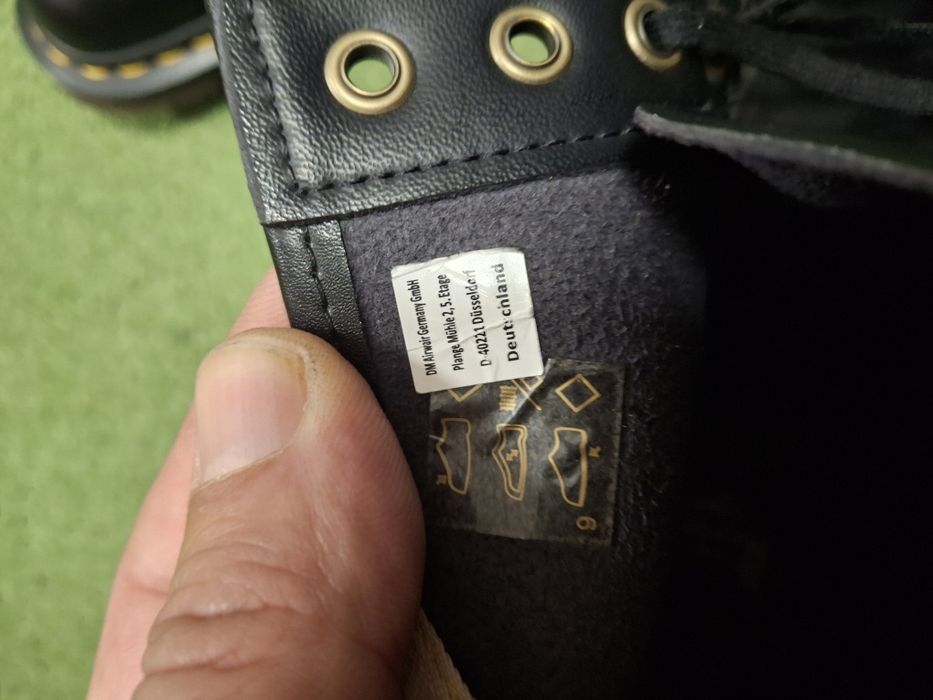 DM Airwair Germany GmbH
Plange Mühle 2, 5. Etage
D-40221 Düsseldorf
Deutschland